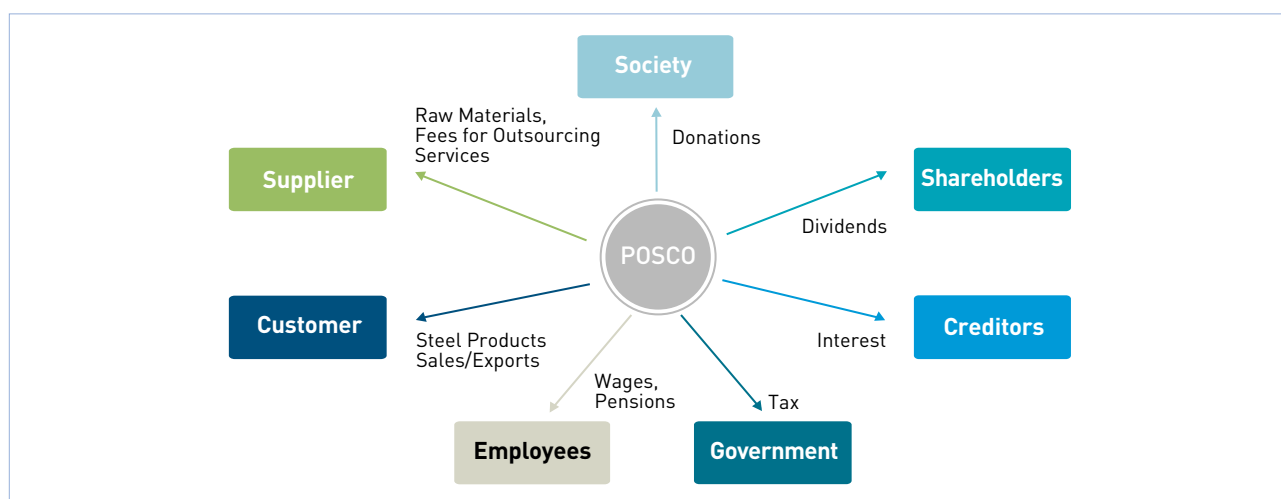 Society
Raw Materials,
Fees for Outsourcing
Services
Donations
Supplier
Shareholders
Dividends
POSCO
Customer
Steel Products
Sales/Exports
Interest
Creditors
Wages,
Pensions
Tax
Employees
Government